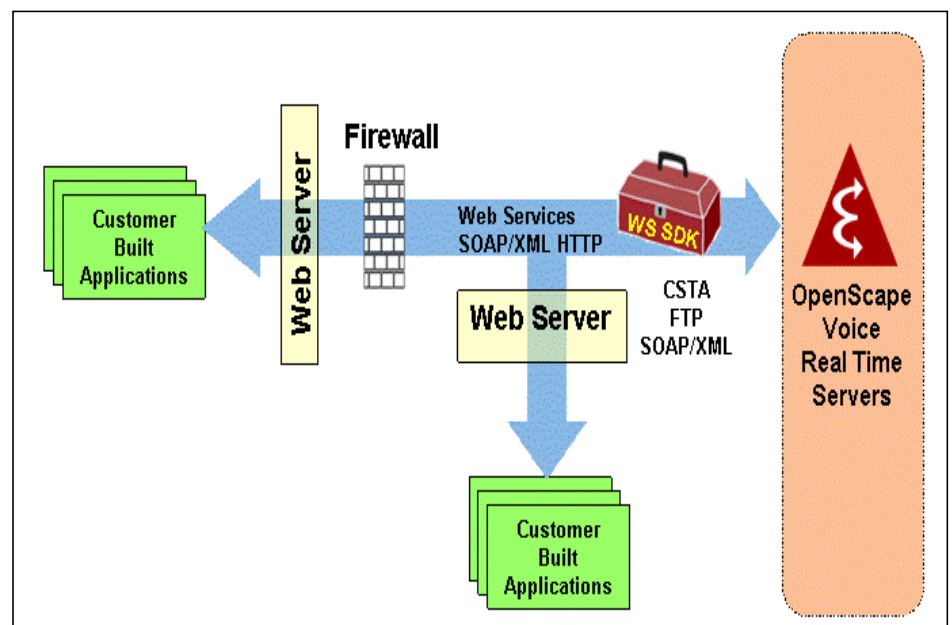 Firewall
Web Server
Customer
Built
Applications
Web Services
SOAP/XML HTTP
WS SDK
Web Server
CSTA
FTP
SOAP/XML
OpenScape
Voice
Real Time
Servers
Customer
Built
Applications